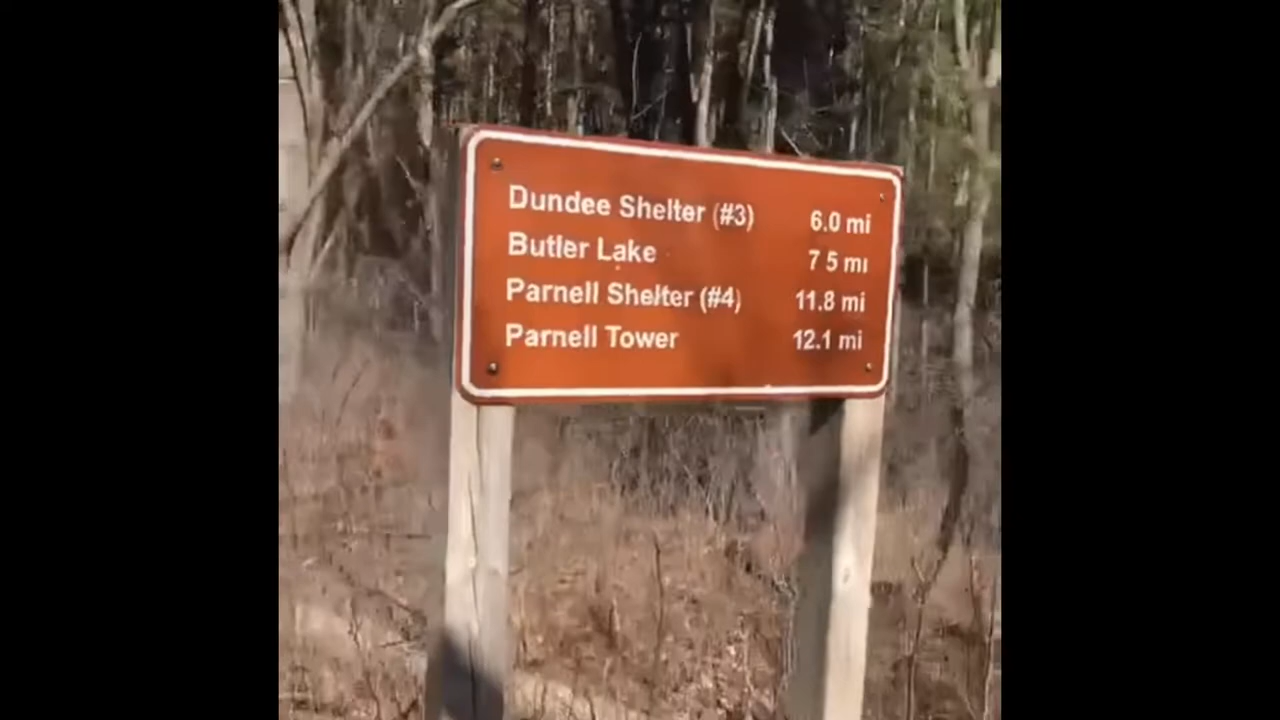 Dundee Shelter (#3) 6.0 mi
Butler Lake 7.5 mi
Parnell Shelter (#4) 11.8 mi
Parnell Tower 12.1 mi